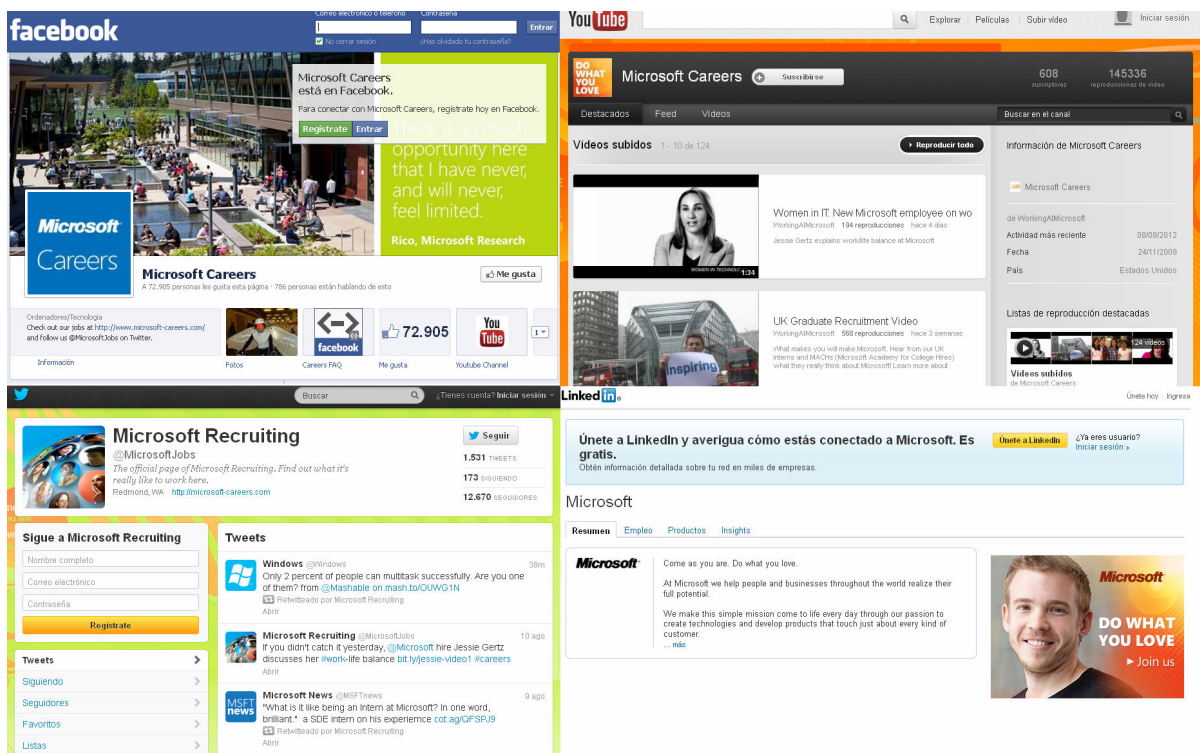 facebook
Correo electrónico o teléfono Contraseña
Entrar
No cerrar sesión ¿Has olvidado tu contraseña?
Microsoft Careers
está en Facebook.
Para conectar con Microsoft Careers, regístrate hoy en Facebook.
Regístrate Entrar
There is so much
opportunity here
that I have never,
and will never,
feel limited.
Rico, Microsoft Research
Microsoft
Careers
Microsoft Careers
A 72.905 personas les gusta esta página · 786 personas están hablando de esto
Me gusta
Ordenadores/Tecnología
Check out our jobs at http://www.microsoft-careers.com/
and follow us @MicrosoftJobs on Twitter.
Información
facebook
72.905
You
Tube
1
Fotos Careers FAQ Me gusta Youtube Channel
YouTube
Explorar Películas Subir vídeo Iniciar sesión
DO
WHAT
YOU
LOVE
Microsoft Careers
Suscribirse
608
suscriptores
145336
reproducciones de vídeo
Destacados Feed Vídeos
Buscar en el canal
Vídeos subidos 1 - 10 de 124
Reproducir todo
WOMEN IN TECHNOL
1:34
Women in IT. New Microsoft employee on wo
WorkingAtMicrosoft 194 reproducciones hace 4 días
Jessie Gertz explains work/life balance at Microsoft
Inspiring
UK Graduate Recruitment Video
WorkingAtMicrosoft 568 reproducciones hace 3 semanas
What makes you will make Microsoft. Hear from our UK
interns and MACHs (Microsoft Academy for College Hires)
what they really think about Microsoft! Learn more about
Información de Microsoft Careers
Microsoft Careers
de WorkingAtMicrosoft
Actividad más reciente 08/08/2012
Fecha 24/11/2009
País Estados Unidos
Listas de reproducción destacadas
124 vídeos
Vídeos subidos
de Microsoft Careers
Buscar
¿Tienes cuenta? Iniciar sesión
Microsoft Recruiting
@MicrosoftJobs
The official page of Microsoft Recruiting. Find out what it's
really like to work here.
Redmond, WA http://microsoft-careers.com
Seguir
1.531 TWEETS
173 SIGUIENDO
12.670 SEGUIDORES
Sigue a Microsoft Recruiting
Nombre completo
Correo electrónico
Contraseña
Regístrate
Tweets
Siguiendo
Seguidores
Favoritos
Listas
Tweets
Windows @Windows 38m
Only 2 percent of people can multitask successfully. Are you one
of them? from @Mashable on.mash.to/OUWG1N
Retwitteado por Microsoft Recruiting
Abrir
Microsoft Recruiting @MicrosoftJobs 10 ago
If you didn't catch it yesterday, @Microsoft hire Jessie Gertz
discusses her #work-life balance bit.ly/jessie-video1 #careers
Abrir
MSFT
news
Microsoft News @MSFTnews 9 ago
"What is it like being an Intern at Microsoft? In one word,
brilliant." a SDE intern on his experiernce cot.ag/QFSPJ9
Retwitteado por Microsoft Recruiting
Abrir
Linked in
Únete hoy Ingresa
Únete a LinkedIn y averigua cómo estás conectado a Microsoft. Es
gratis.
Obtén información detallada sobre tu red en miles de empresas.
Únete a LinkedIn
¿Ya eres usuario?
Iniciar sesión »
Microsoft
Resumen Empleo Productos Insights
Microsoft
Come as you are. Do what you love.
At Microsoft we help people and businesses throughout the world realize their
full potential.
We make this simple mission come to life every day through our passion to
create technologies and develop products that touch just about every kind of
customer.
... más
Microsoft
DO WHAT
YOU LOVE
Join us